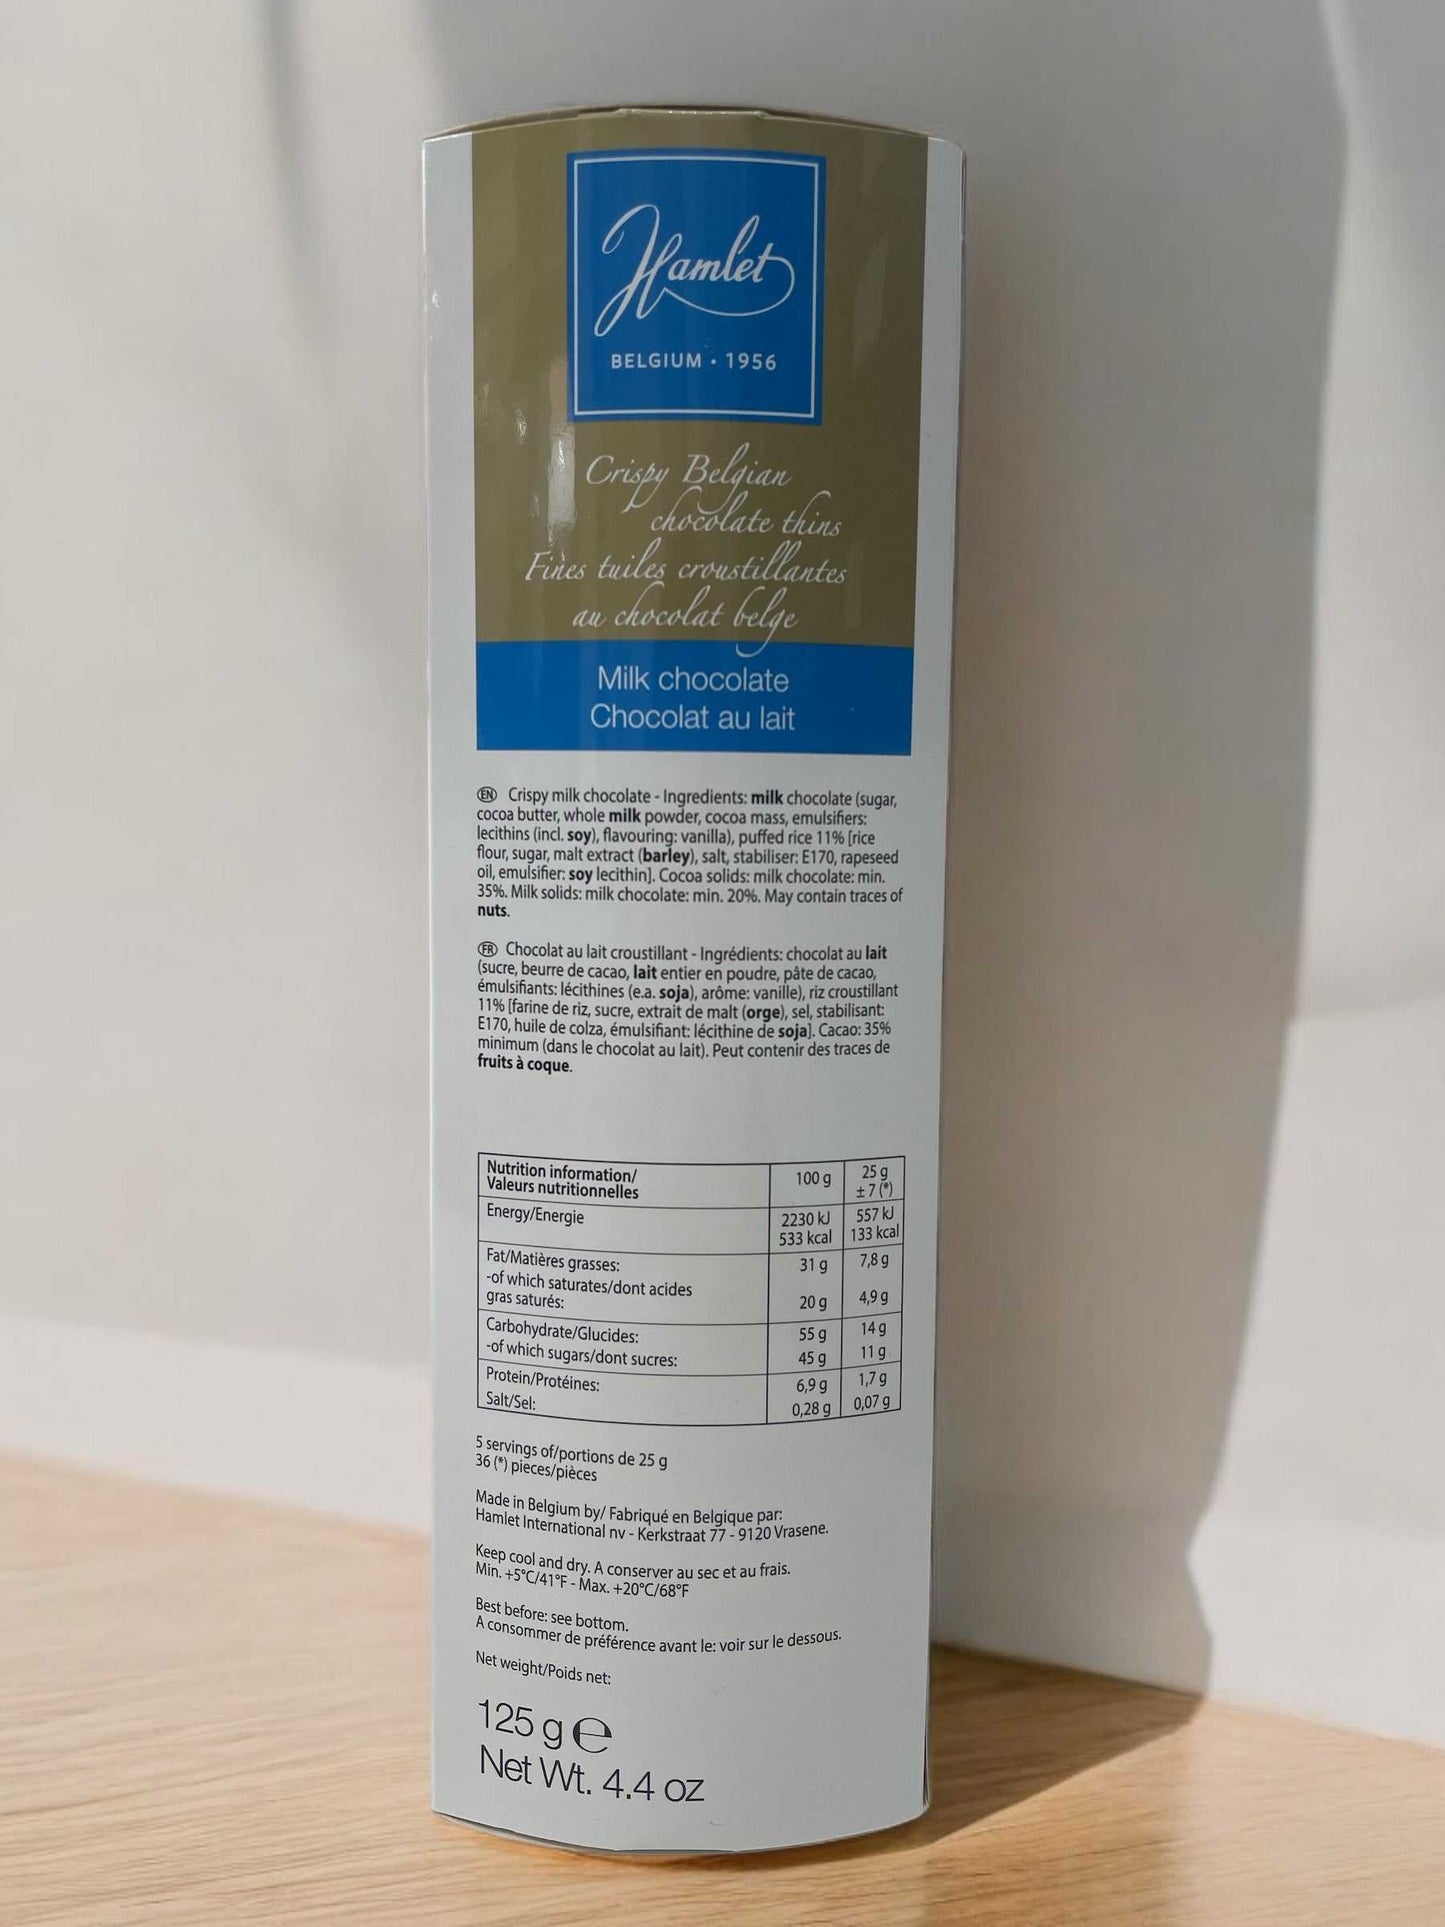 Hamlet
BELGIUM • 1956
Crispy Belgian
chocolate thins
Fines tuiles croustillantes
au chocolat belge
Milk chocolate
Chocolat au lait
EN Crispy milk chocolate - Ingredients: milk chocolate (sugar,
cocoa butter, whole milk powder, cocoa mass, emulsifiers:
lecithins (incl. soy), flavouring: vanilla), puffed rice 11% [rice
flour, sugar, malt extract (barley), salt, stabiliser: E170, rapeseed
oil, emulsifier: soy lecithin]. Cocoa solids: milk chocolate: min.
35%. Milk solids: milk chocolate: min. 20%. May contain traces of
nuts.
FR Chocolat au lait croustillant - Ingrédients: chocolat au lait
(sucre, beurre de cacao, lait entier en poudre, pâte de cacao,
émulsifiants: lécithines (e.a. soja), arôme: vanille), riz croustillant
11% [farine de riz, sucre, extrait de malt (orge), sel, stabilisant:
E170, huile de colza, émulsifiant: lécithine de soja]. Cacao: 35%
minimum (dans le chocolat au lait). Peut contenir des traces de
fruits à coque.
Nutrition information/
Valeurs nutritionnelles
100 g
25 g
±7 (*)
Energy/Energie
2230 kJ 557 kJ
533 kcal 133 kcal
Fat/Matières grasses: 31 g 7,8 g
-of which saturates/dont acides
gras saturés: 20 g 4,9 g
Carbohydrate/Glucides: 55 g 14 g
-of which sugars/dont sucres: 45 g 11 g
Protein/Protéines: 6,9 g 1,7 g
Salt/Sel: 0,28 g 0,07 g
5 servings of/portions de 25 g
36 (*) pieces/pièces
Made in Belgium by/ Fabriqué en Belgique par:
Hamlet International nv - Kerkstraat 77 - 9120 Vrasene.
Keep cool and dry. A conserver au sec et au frais.
Min. +5°C/41°F - Max. +20°C/68°F
Best before: see bottom.
A consommer de préférence avant le: voir sur le dessous.
Net weight/Poids net:
125 g ℮
Net Wt. 4.4 oz